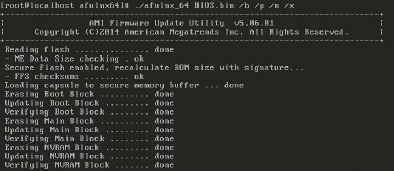 [root@localhost afulnx64]# ./afulnx_64 BIOS.bin /b /p /n /x
AMI Firmware Update Utility v5.06.01
Copyright (C)2014 American Megatrends Inc. All Rights Reserved.
Reading flash .............. done
- ME Data Size checking . ok
Secure Flash enabled, recalculate ROM size with signature...
- FFS checksums ......... ok
Loading capsule to secure memory buffer ... done
Erasing Boot Block ......... done
Updating Boot Block ........ done
Verifying Boot Block ....... done
Erasing Main Block ......... done
Updating Main Block ........ done
Verifying Main Block ....... done
Erasing NVRAM Block ........ done
Updating NVRAM Block ....... done
Verifying NVRAM Block ...... done